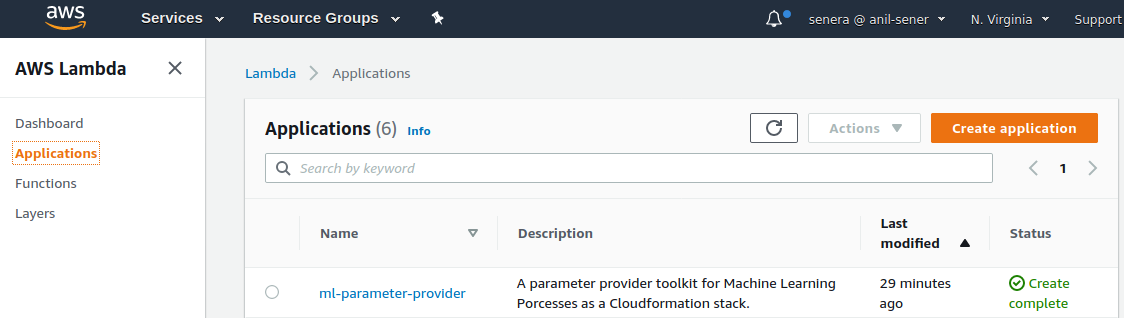 aws Services Resource Groups senera @ anil-sener N. Virginia Support
AWS Lambda
Dashboard
Applications
Functions
Layers
Lambda Applications
Applications (6) Info Actions Create application
Search by keyword 1
Name Description Last modified Status
ml-parameter-provider
A parameter provider toolkit for Machine Learning
Porcesses as a Cloudformation stack.
29 minutes
ago
Create
complete